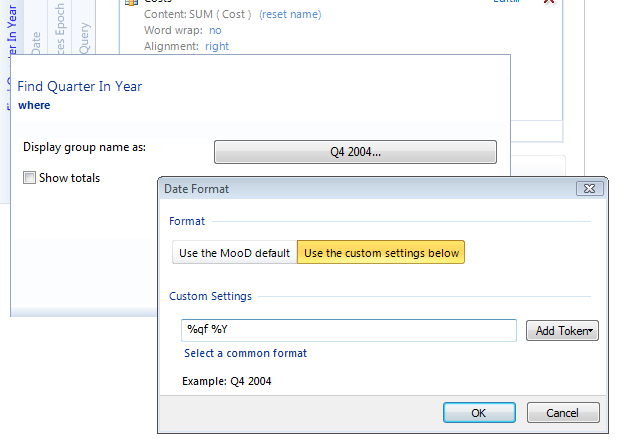 Costs
Content: SUM ( Cost ) (reset name)
Word wrap: no
Alignment: right
r In Year
Date
ces Epoch
Query
Find Quarter In Year
where
Display group name as:
Q4 2004...
Show totals
Date Format
Format
Use the MooD default
Use the custom settings below
Custom Settings
%qf %Y
Add Token
Select a common format
Example: Q4 2004
OK
Cancel